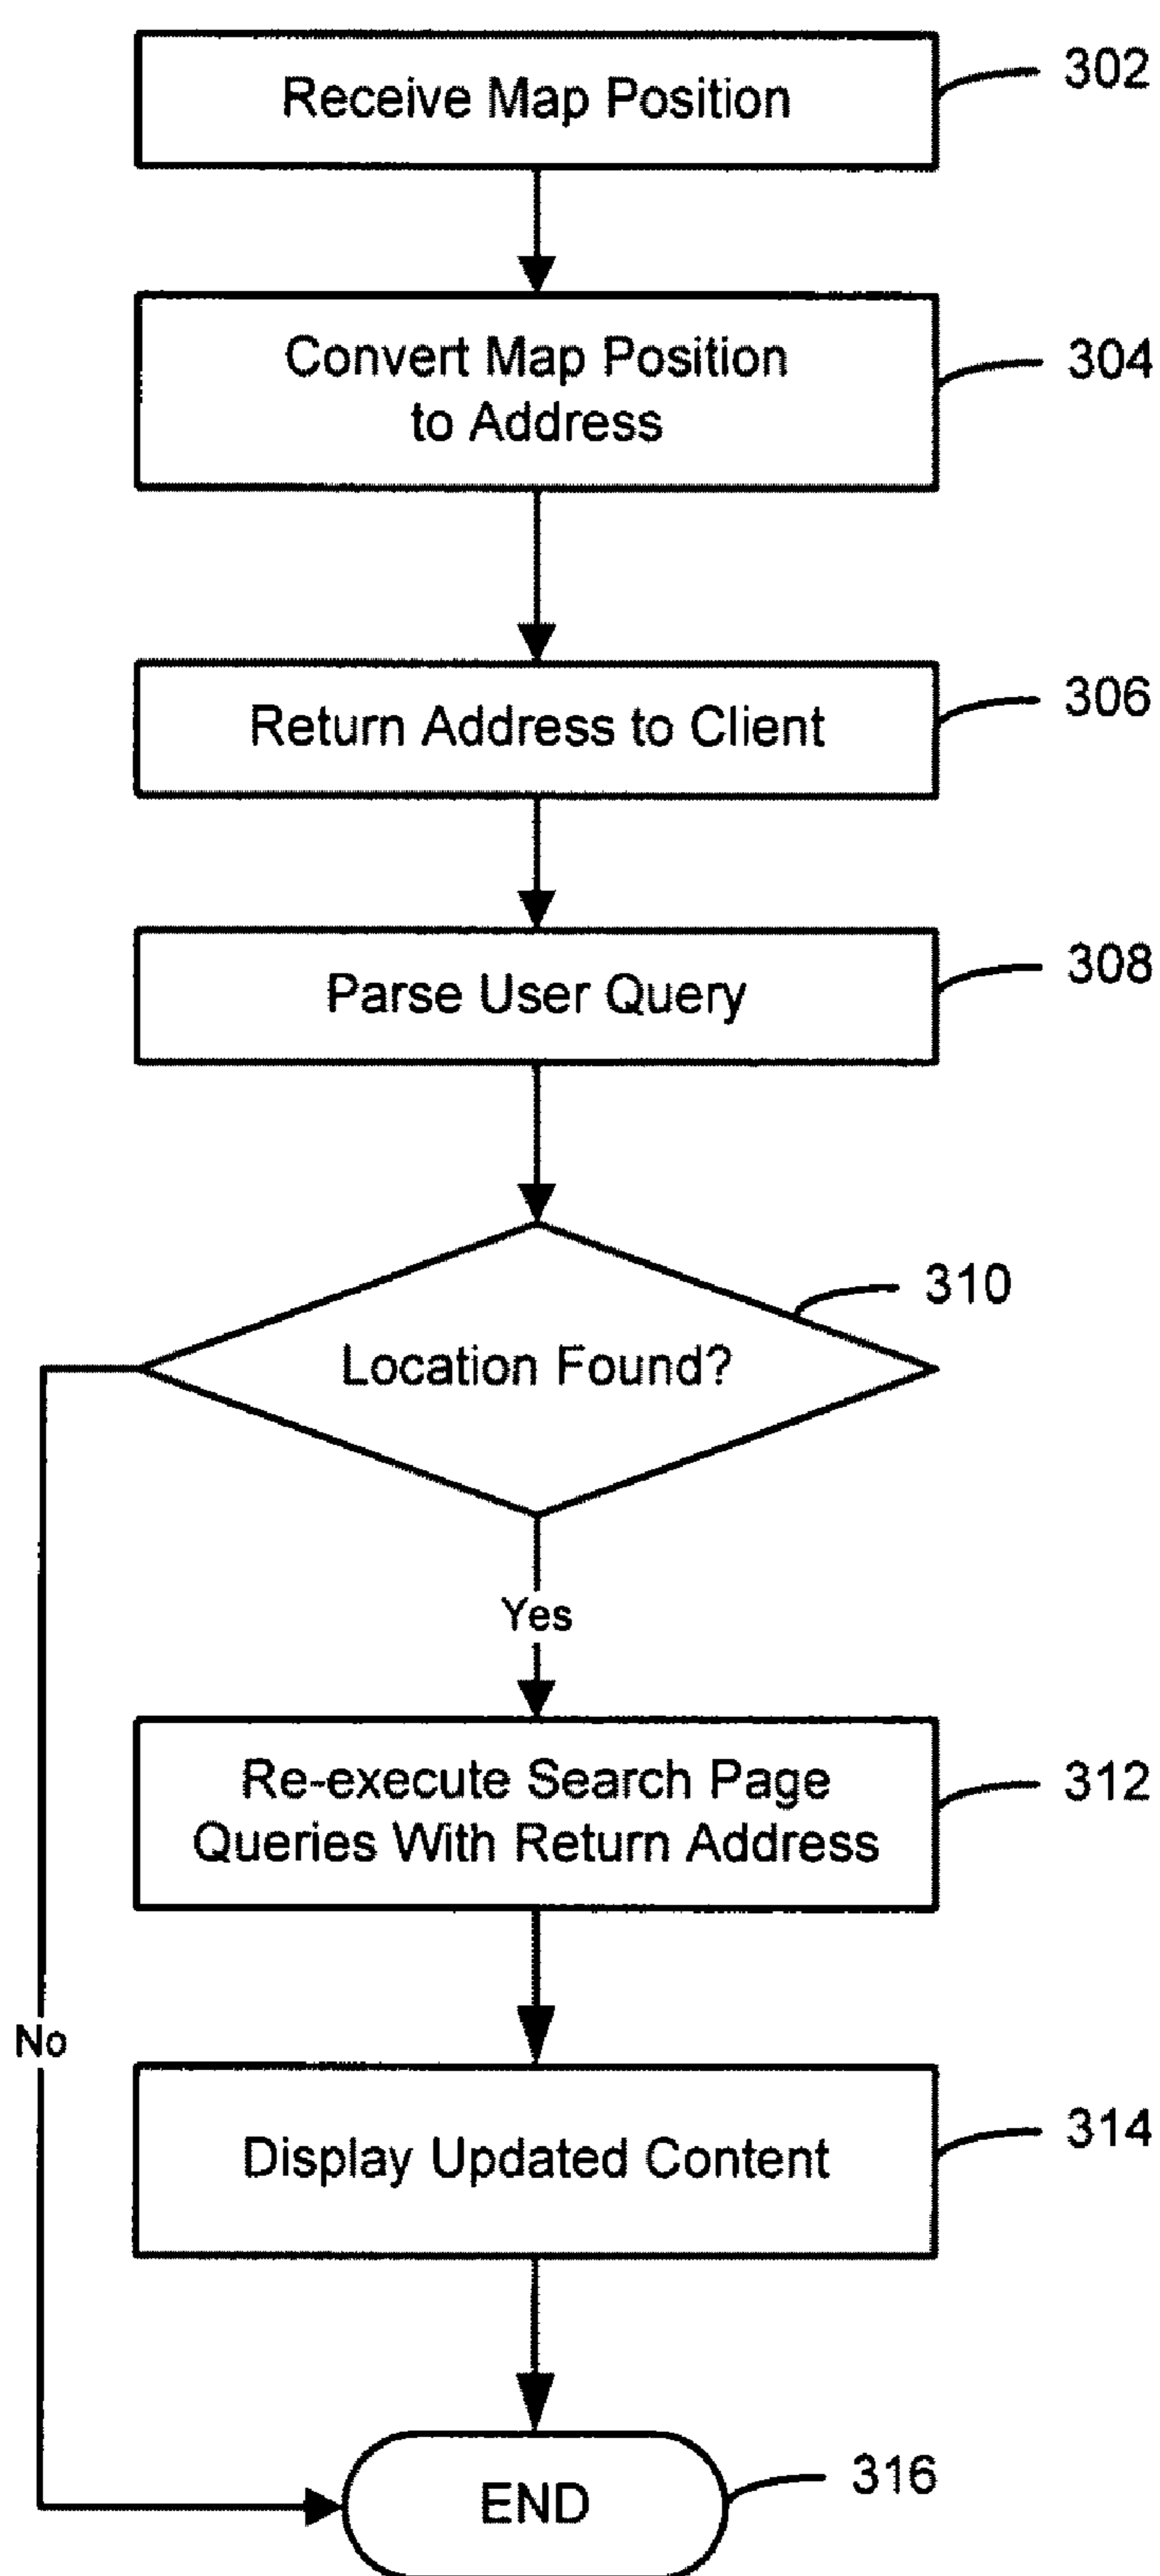 Receive Map Position
302
Convert Map Position
to Address
304
Return Address to Client
306
Parse User Query
308
310
Location Found?
Yes
Re-execute Search Page
Queries With Return Address
312
No
Display Updated Content
314
END
316